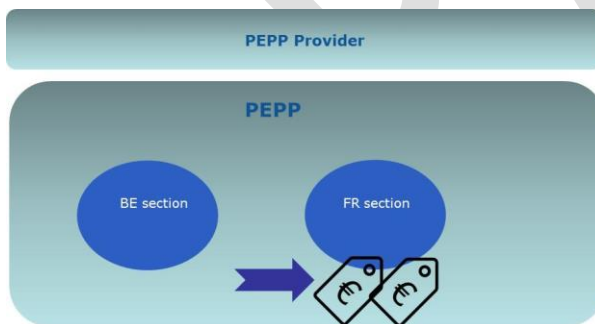 PEPP Provider
PEPP
BE section
FR section
€
€